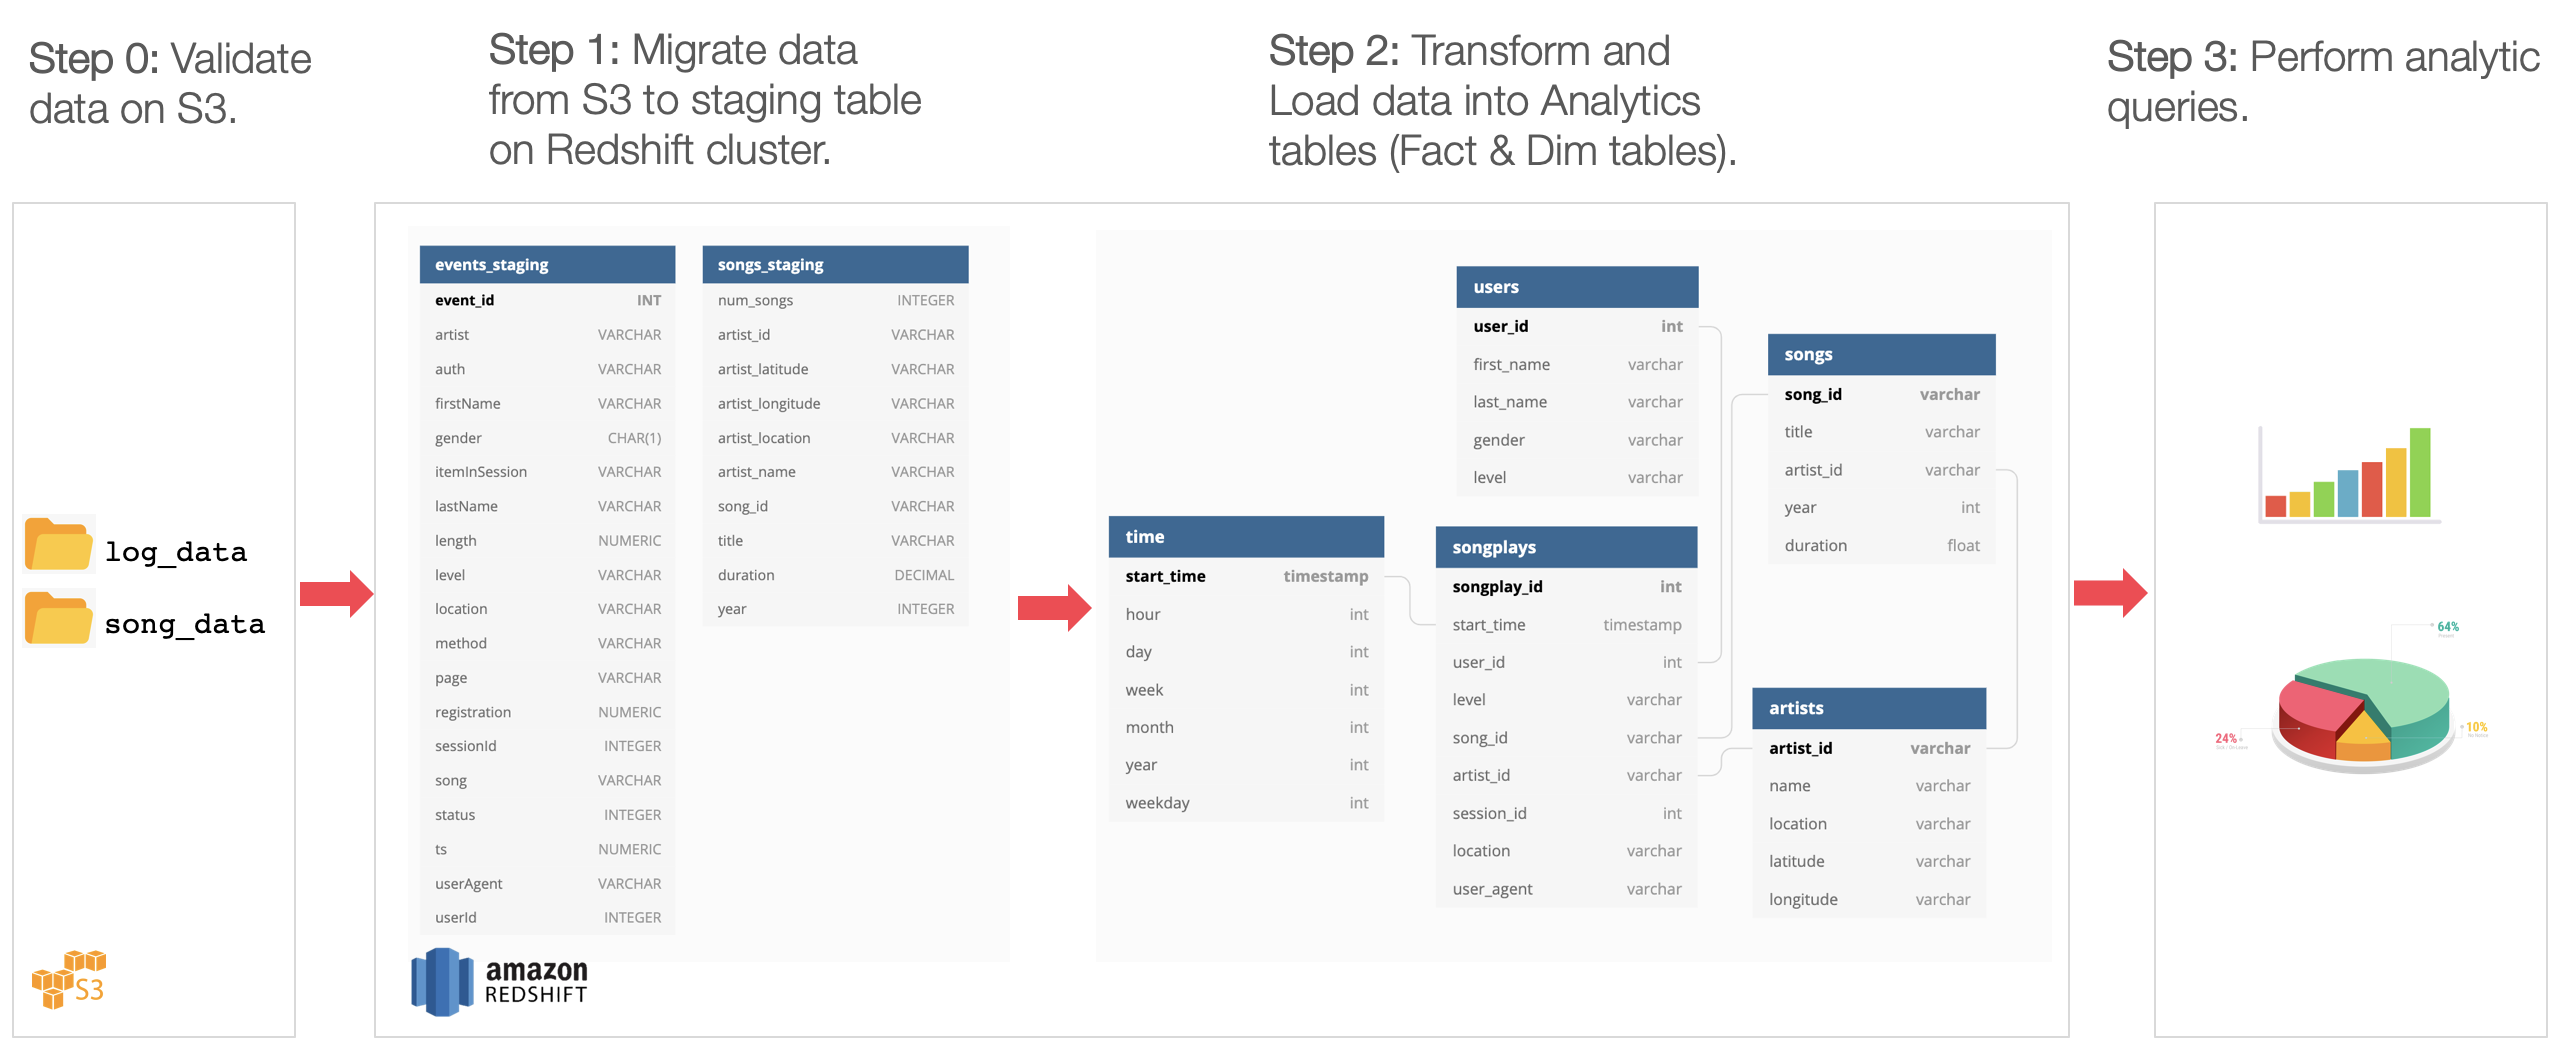 Step 0: Validate
data on S3.
Step 1: Migrate data
from S3 to staging table
on Redshift cluster.
Step 2: Transform and
Load data into Analytics
tables (Fact & Dim tables).
Step 3: Perform analytic
queries.
log_data
song_data
S3
events_staging
event_id INT
artist VARCHAR
auth VARCHAR
firstName VARCHAR
gender CHAR(1)
itemInSession VARCHAR
lastName VARCHAR
length NUMERIC
level VARCHAR
location VARCHAR
method VARCHAR
page VARCHAR
registration NUMERIC
sessionId INTEGER
song VARCHAR
status INTEGER
ts NUMERIC
userAgent VARCHAR
userId INTEGER
songs_staging
num_songs INTEGER
artist_id VARCHAR
artist_latitude VARCHAR
artist_longitude VARCHAR
artist_location VARCHAR
artist_name VARCHAR
song_id VARCHAR
title VARCHAR
duration DECIMAL
year INTEGER
amazon
REDSHIFT
time
start_time timestamp
hour int
day int
week int
month int
year int
weekday int
users
user_id int
first_name varchar
last_name varchar
gender varchar
level varchar
songplays
songplay_id int
start_time timestamp
user_id int
level varchar
song_id varchar
artist_id varchar
session_id int
location varchar
user_agent varchar
songs
song_id varchar
title varchar
artist_id varchar
year int
duration float
artists
artist_id varchar
name varchar
location varchar
latitude varchar
longitude varchar
64%
10%
24%